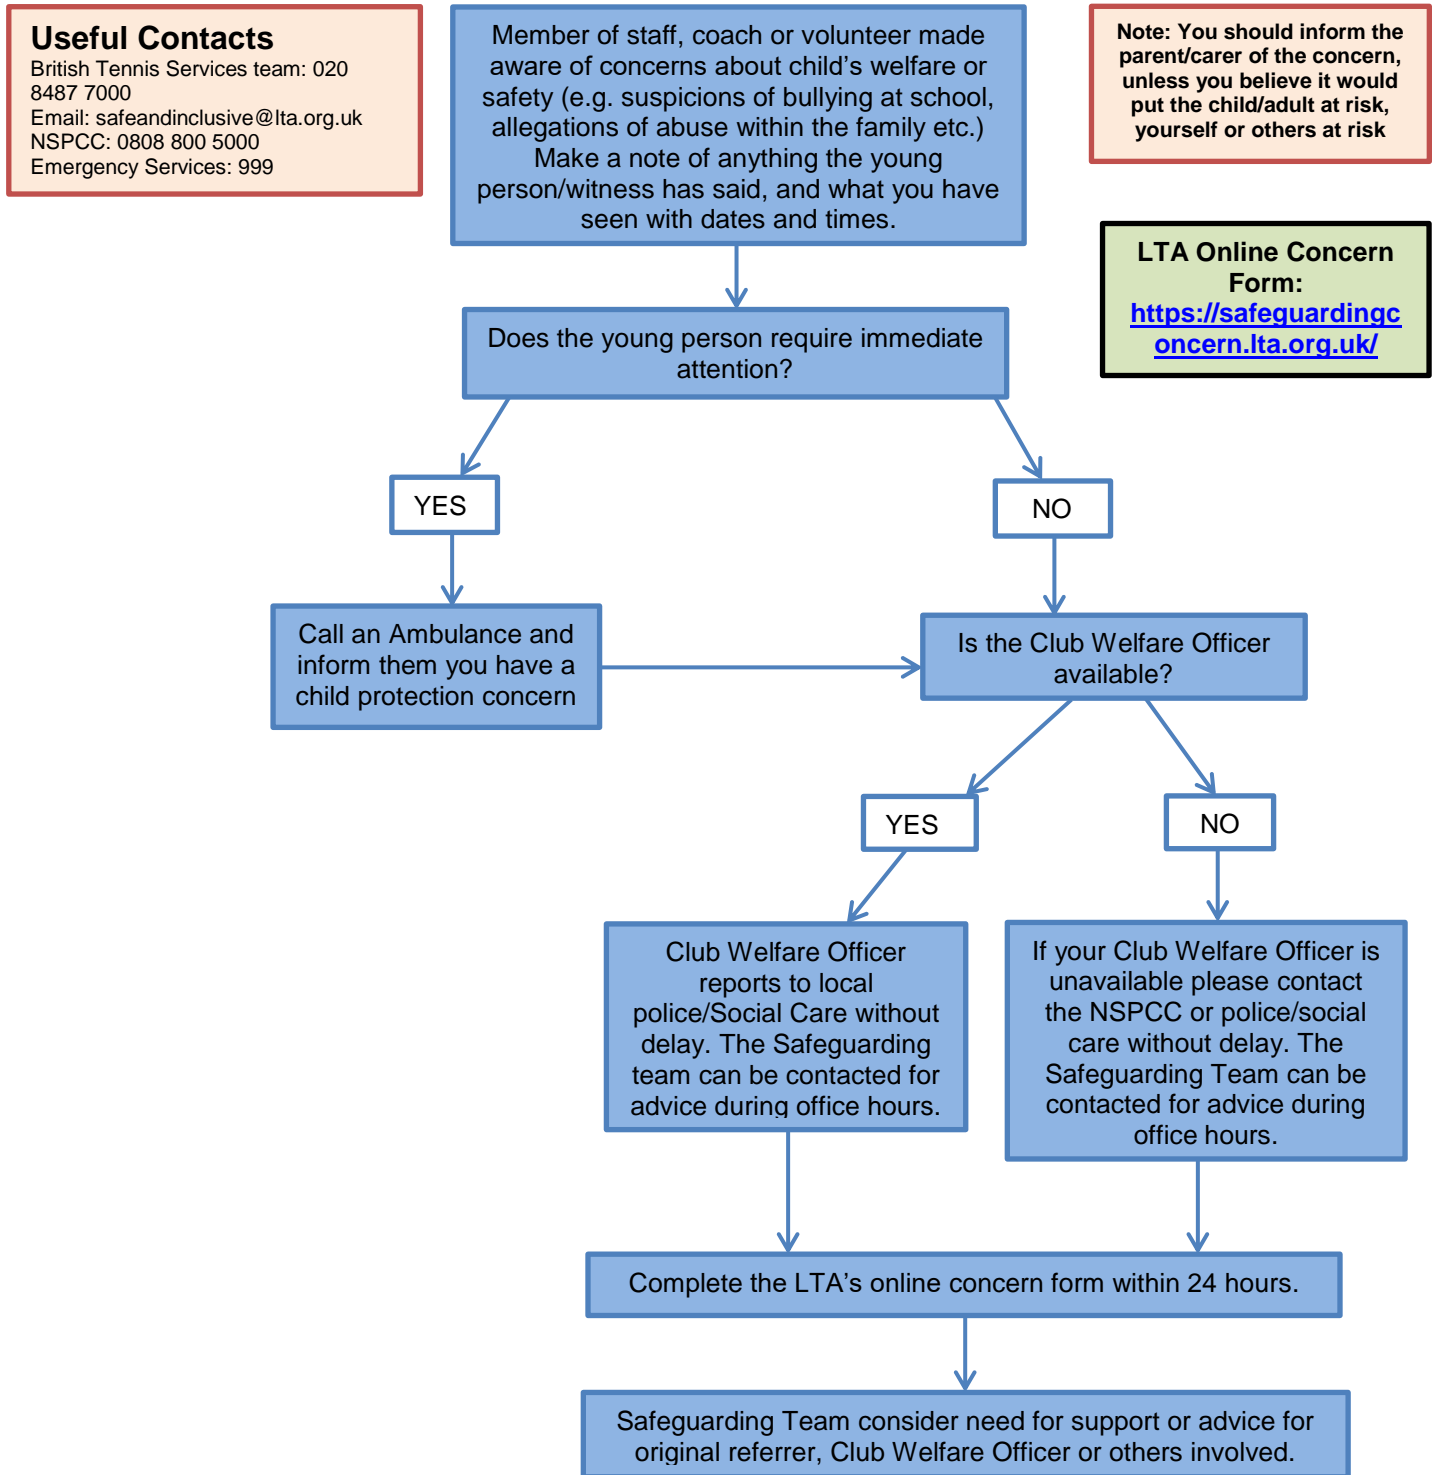 Useful Contacts
British Tennis Services team: 020
8487 7000
Email: safeandinclusive@lta.org.uk
NSPCC: 0808 800 5000
Emergency Services: 999
Member of staff, coach or volunteer made
aware of concerns about child’s welfare or
safety (e.g. suspicions of bullying at school,
allegations of abuse within the family etc.)
Make a note of anything the young
person/witness has said, and what you have
seen with dates and times.
Note: You should inform the
parent/carer of the concern,
unless you believe it would
put the child/adult at risk,
yourself or others at risk
LTA Online Concern
Form:
https://safeguardingc
oncern.lta.org.uk/
Does the young person require immediate
attention?
YES
NO
Call an Ambulance and
inform them you have a
child protection concern
Is the Club Welfare Officer
available?
YES
NO
Club Welfare Officer
reports to local
police/Social Care without
delay. The Safeguarding
team can be contacted for
advice during office hours.
If your Club Welfare Officer is
unavailable please contact
the NSPCC or police/social
care without delay. The
Safeguarding Team can be
contacted for advice during
office hours.
Complete the LTA’s online concern form within 24 hours.
Safeguarding Team consider need for support or advice for
original referrer, Club Welfare Officer or others involved.